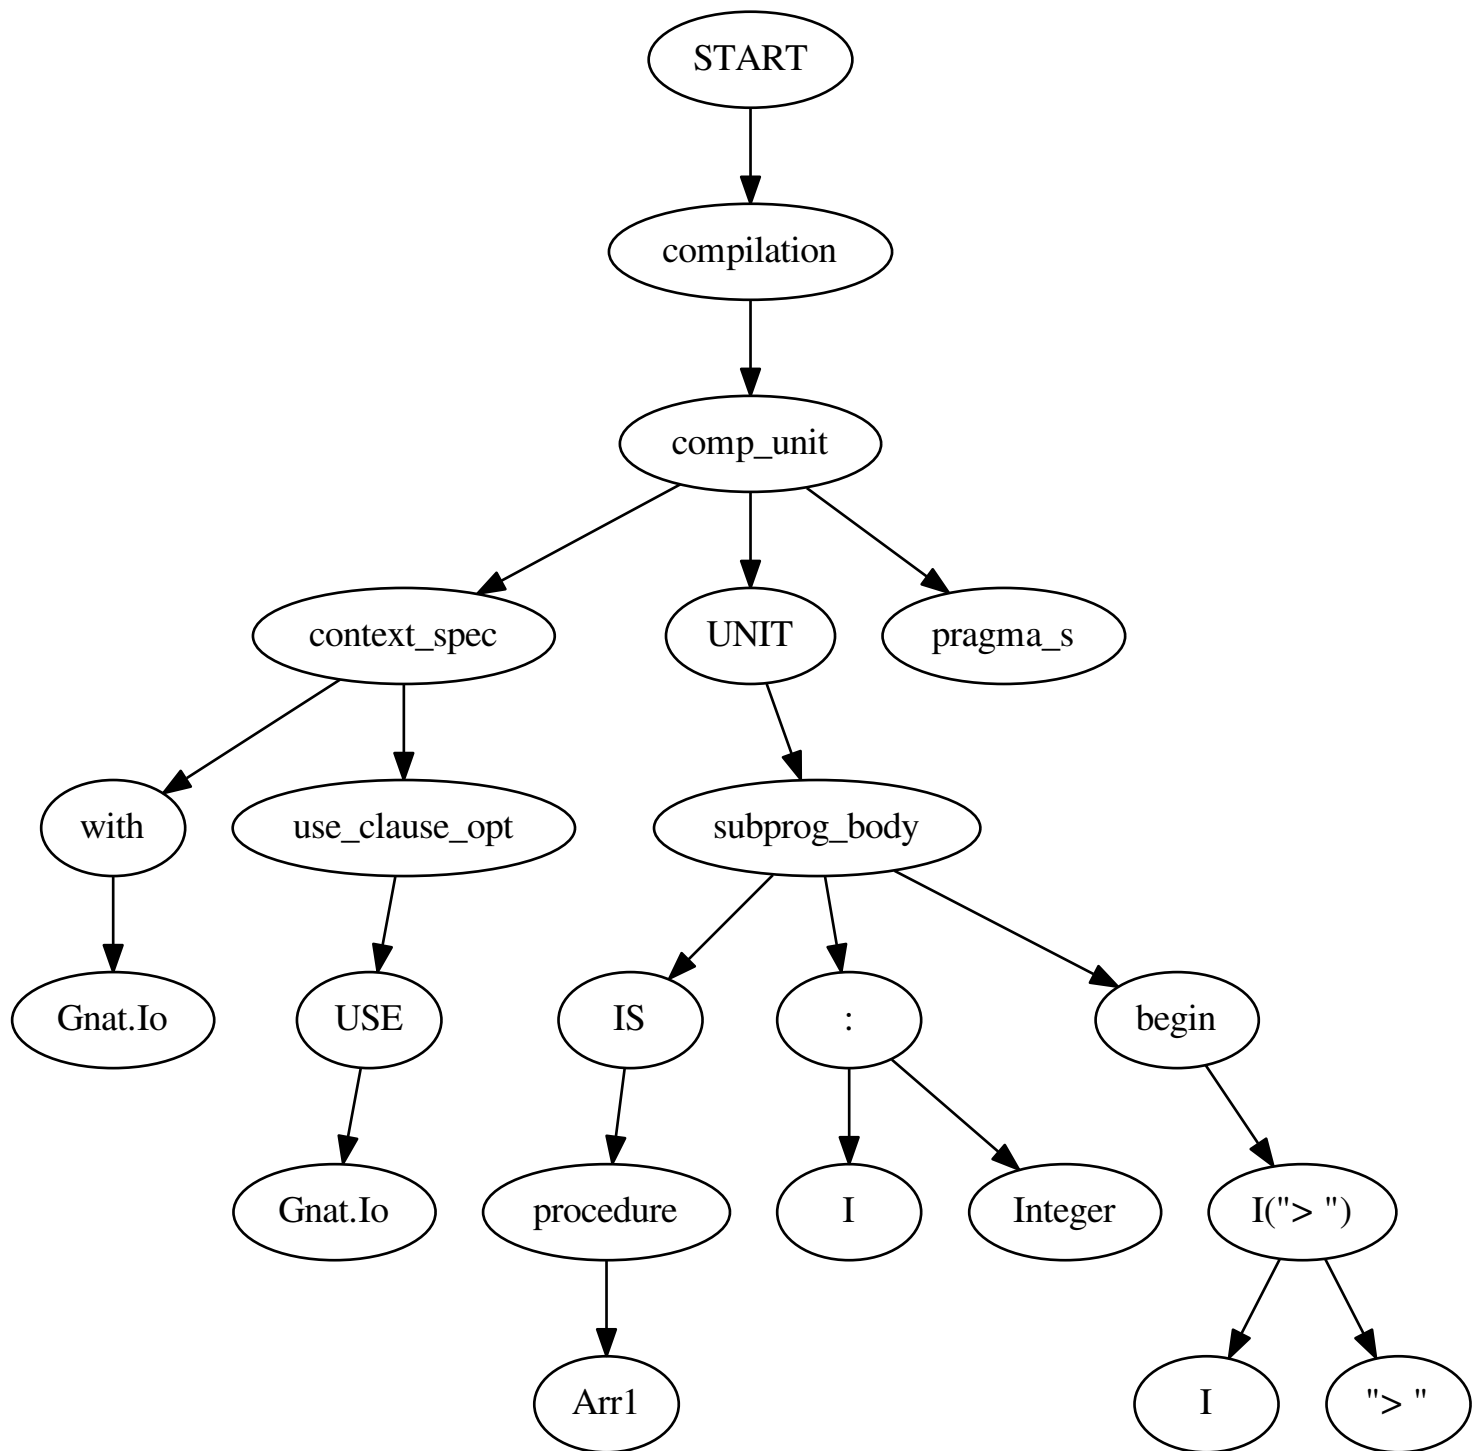 START
compilation
comp_unit
context_spec
UNIT
pragma_s
with
use_clause_opt
subprog_body
Gnat.Io
USE
IS
:
begin
Gnat.Io
procedure
I
Integer
I("> ")
Arr1
I
"> "